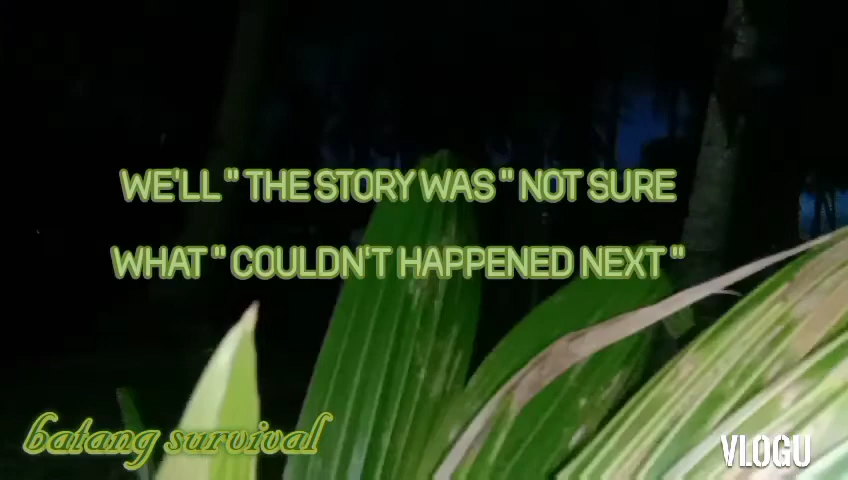 WE'LL " THE STORY WAS " NOT SURE
WHAT " COULDN'T HAPPENED NEXT "
batang survival
VLOGU